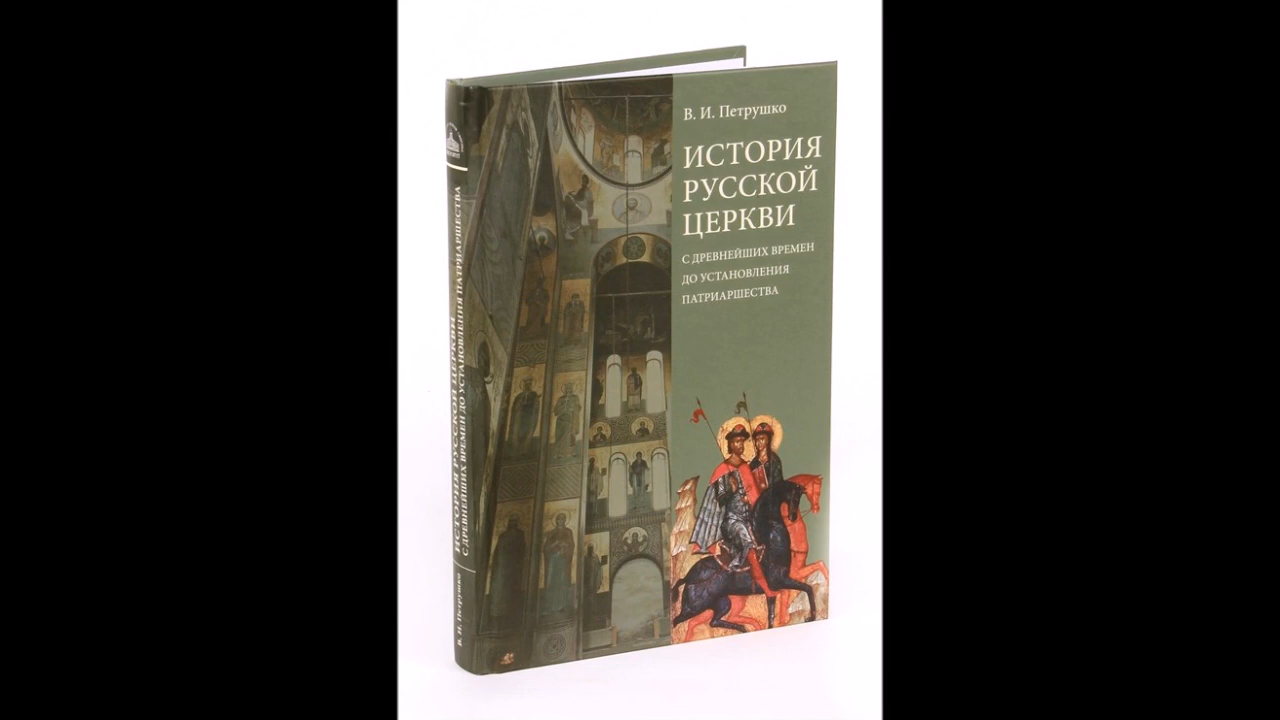 В. И. Петрушко
ИСТОРИЯ
РУССКОЙ
ЦЕРКВИ
С ДРЕВНЕЙШИХ ВРЕМЕН
ДО УСТАНОВЛЕНИЯ
ПАТРИАРШЕСТВА
В. И. Петрушко
ИСТОРИЯ РУССКОЙ ЦЕРКВИ
С ДРЕВНЕЙШИХ ВРЕМЕН ДО УСТАНОВЛЕНИЯ ПАТРИАРШЕСТВА